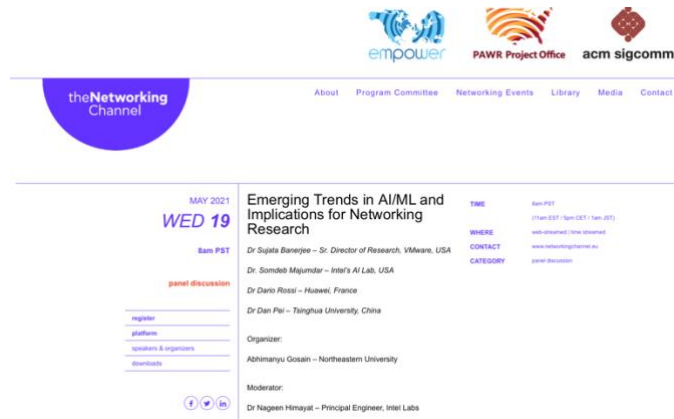 empower
PAWR Project Office
acm sigcomm
theNetworking
Channel
About Program Committee Networking Events Library Media Contact
MAY 2021
WED 19
8am PST
panel discussion
register
platform
speakers & organizers
downloads
Emerging Trends in AI/ML and
Implications for Networking
Research
Dr Sujata Banerjee – Sr. Director of Research, VMware, USA
Dr. Somdeb Majumdar – Intel's AI Lab, USA
Dr Dario Rossi – Huawei, France
Dr Dan Pei – Tsinghua University, China
Organizer:
Abhimanyu Gosain – Northeastern University
Moderator:
Dr Nageen Himayat – Principal Engineer, Intel Labs
TIME 8am PST
(11am EST / 5pm CET / 1am JST)
WHERE web-streamed | time streamed
CONTACT www.networkingchannel.eu
CATEGORY panel discussion